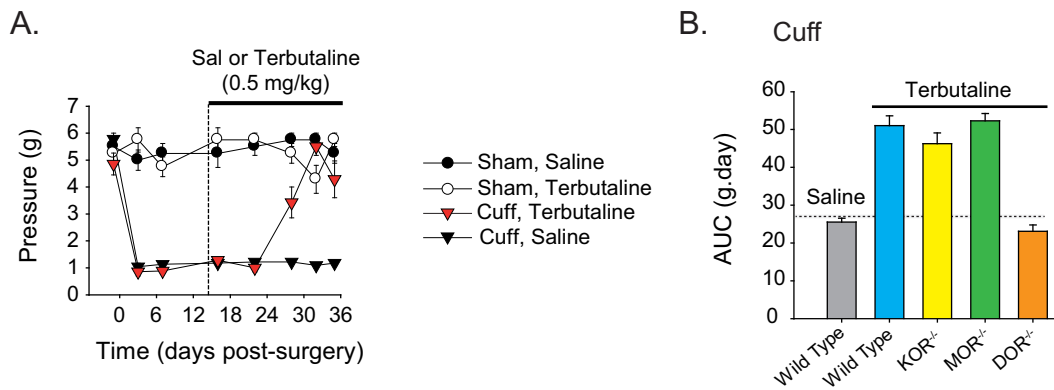 A.
Sal or Terbutaline
(0.5 mg/kg)
Pressure (g)
7
6
5
4
3
2
1
0
0 6 12 18 24 30 36
Time (days post-surgery)
Sham, Saline
Sham, Terbutaline
Cuff, Terbutaline
Cuff, Saline
B.
Cuff
Terbutaline
Saline
AUC (g.day)
60
50
40
30
20
10
0
Wild Type
Wild Type
KOR-/-
MOR-/-
DOR-/-